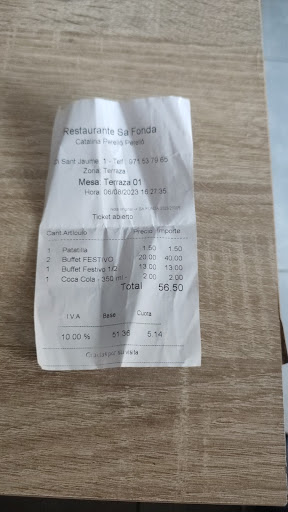 Restaurante Sa Fonda
Catalina Perelló Perelló
Sant Jaume, 1 - Tel: 971 53 79 65
Zona: Terraza
Mesa: Terraza 01
Hora: 06/08/2023 16:27:35
Ticket abierto
Cant Artículo Precio Importe
1 Patatilla 1.50 1.50
2 Buffet FESTIVO 20.00 40.00
1 Buffet Festivo 1/2 13.00 13.00
1 Coca Cola - 350 ml 2.00 2.00
Total 56.50
IVA Base Cuota
10.00 % 51.36 5.14
Gracias por su visita